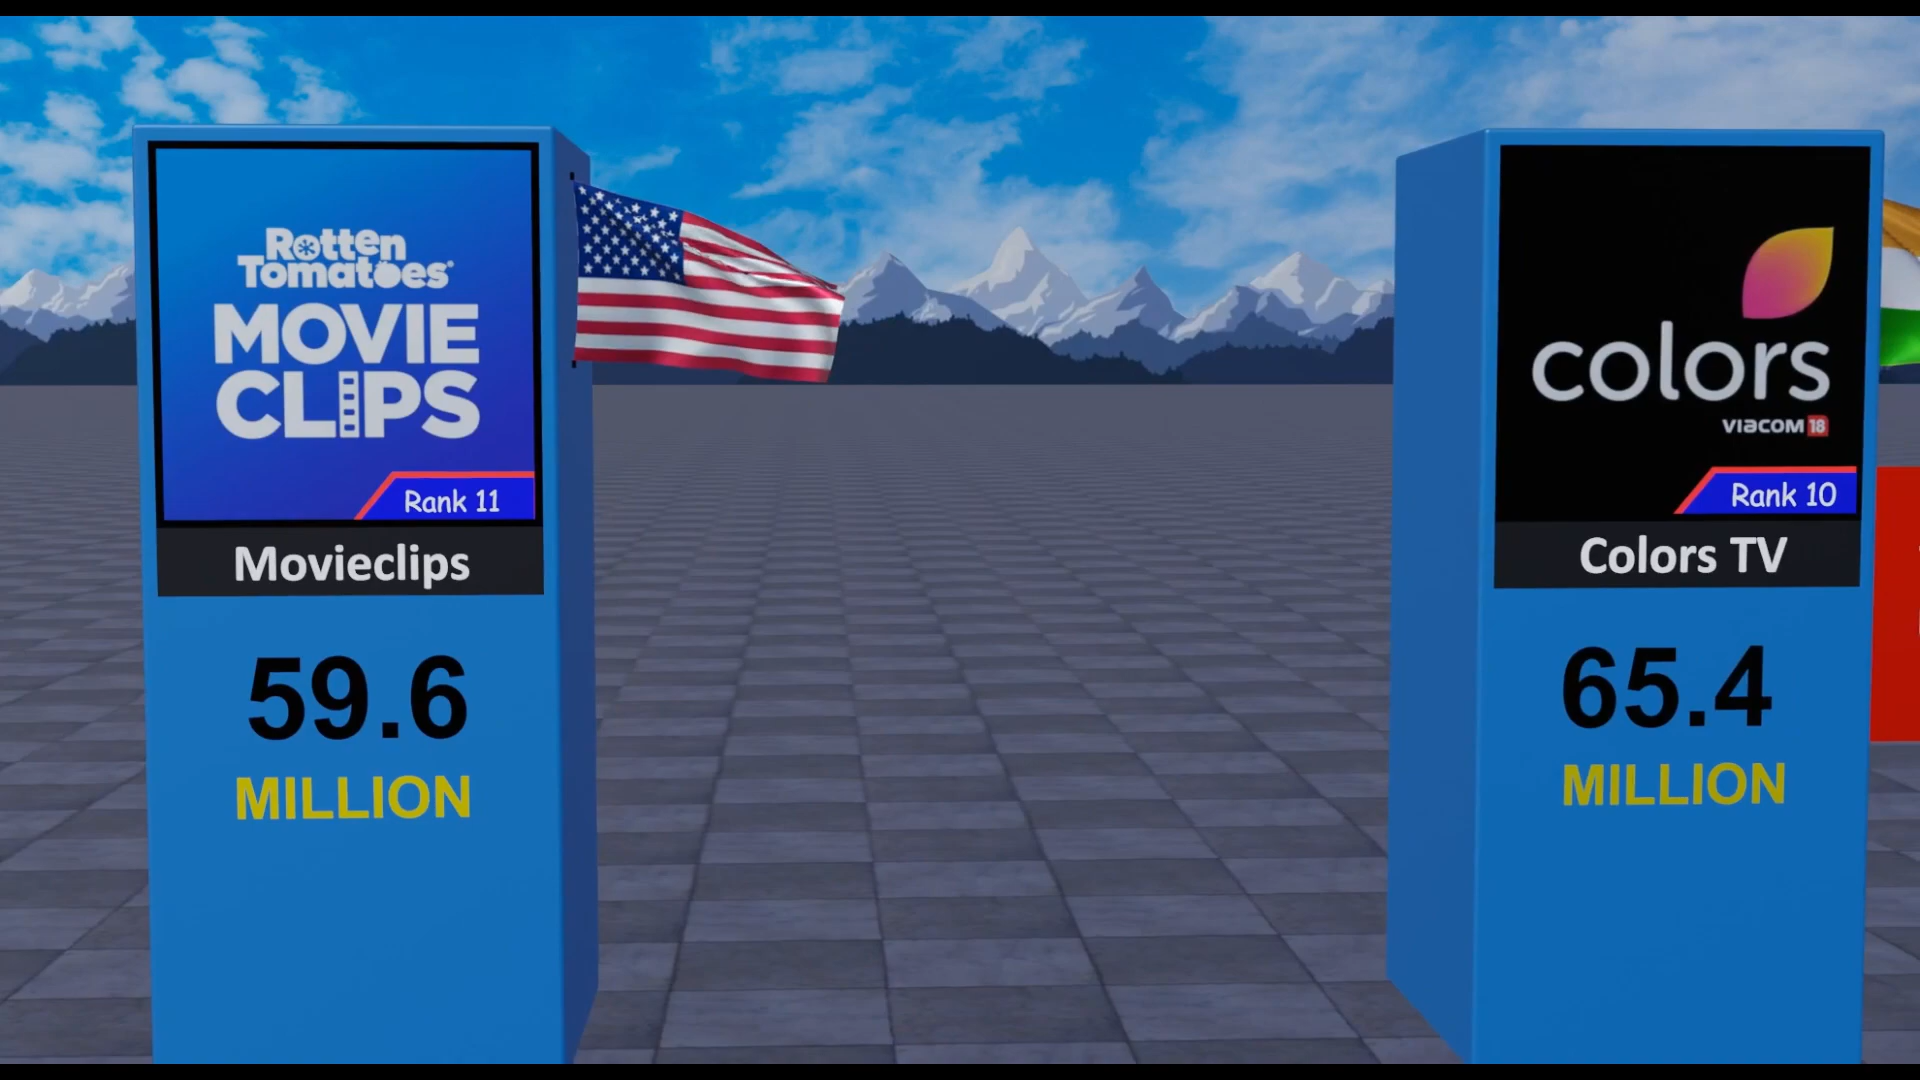 Rotten
Tomatoes
MOVIE
CLIPS
Rank 11
Movieclips
59.6
MILLION
colors
VIACOM 18
Rank 10
Colors TV
65.4
MILLION